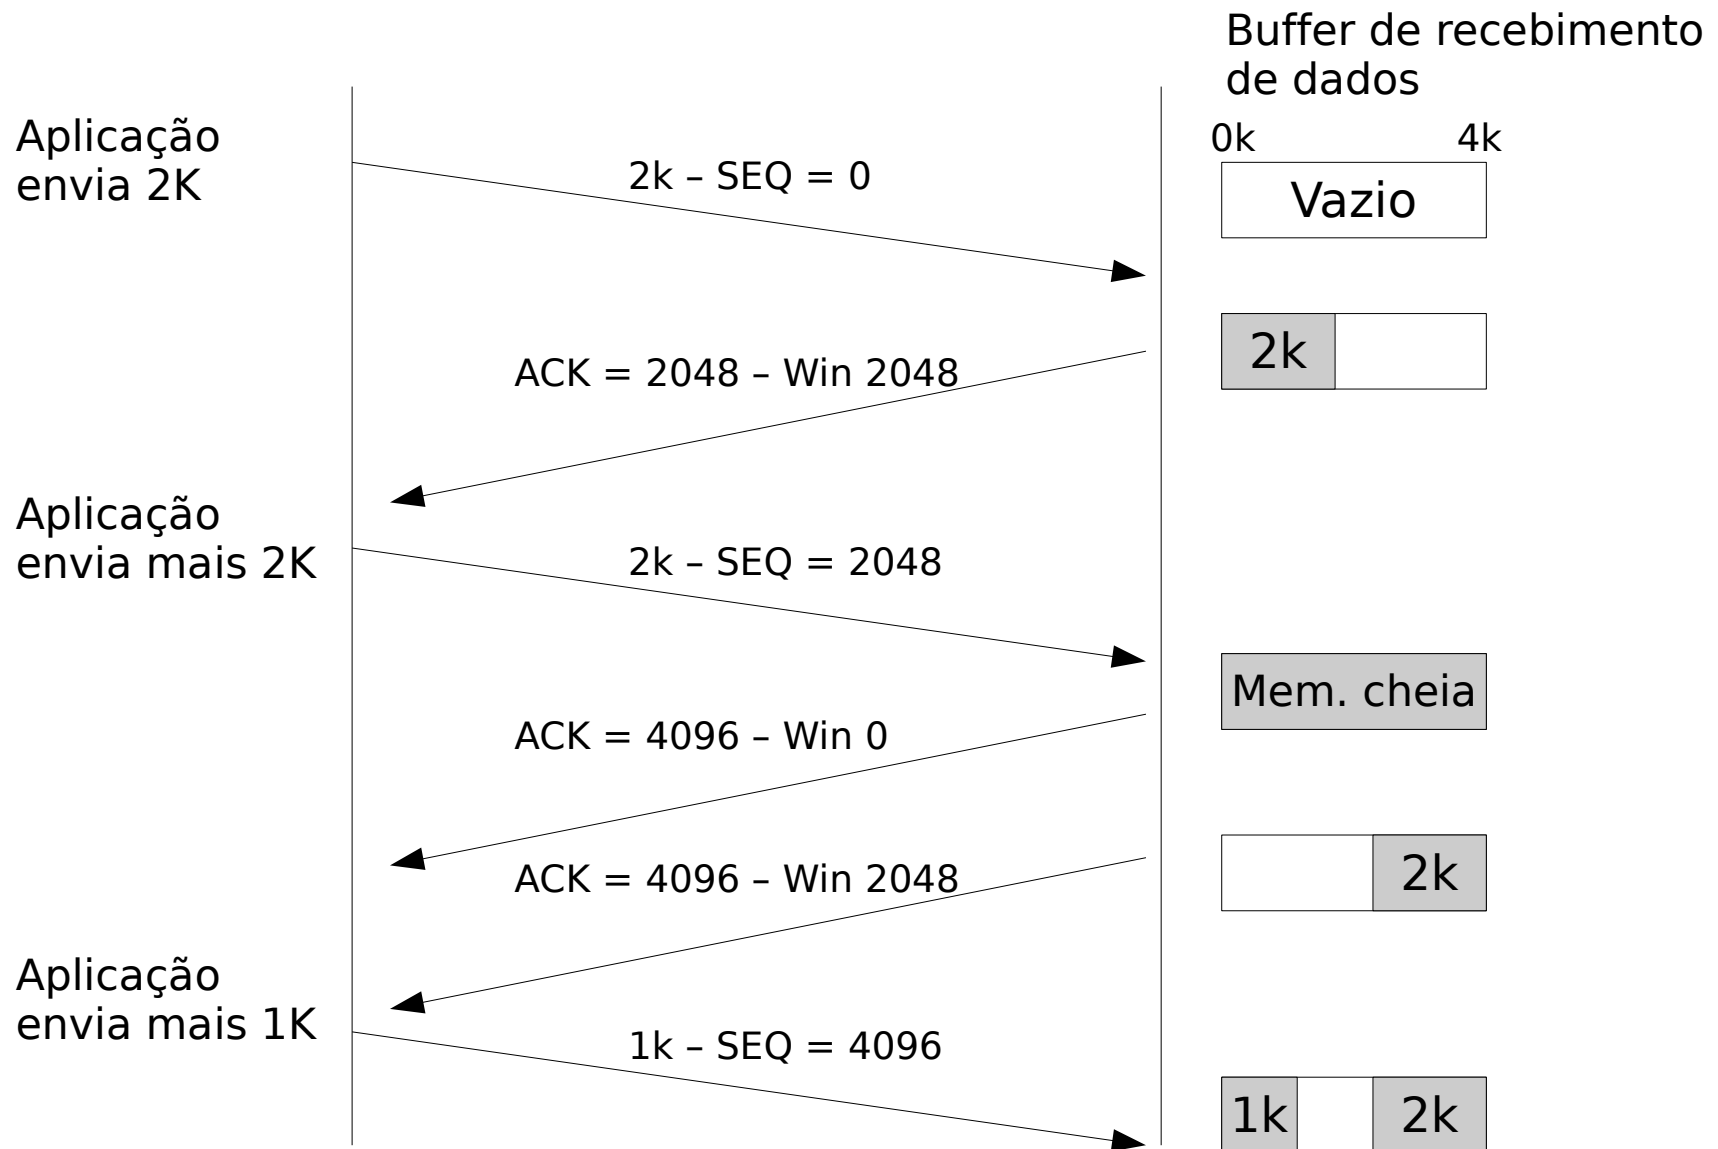 Buffer de recebimento
de dados
0k 4k
Aplicação
envia 2K
2k – SEQ = 0
Vazio
2k
ACK = 2048 – Win 2048
Aplicação
envia mais 2K
2k – SEQ = 2048
Mem. cheia
ACK = 4096 – Win 0
2k
ACK = 4096 – Win 2048
Aplicação
envia mais 1K
1k – SEQ = 4096
1k 2k